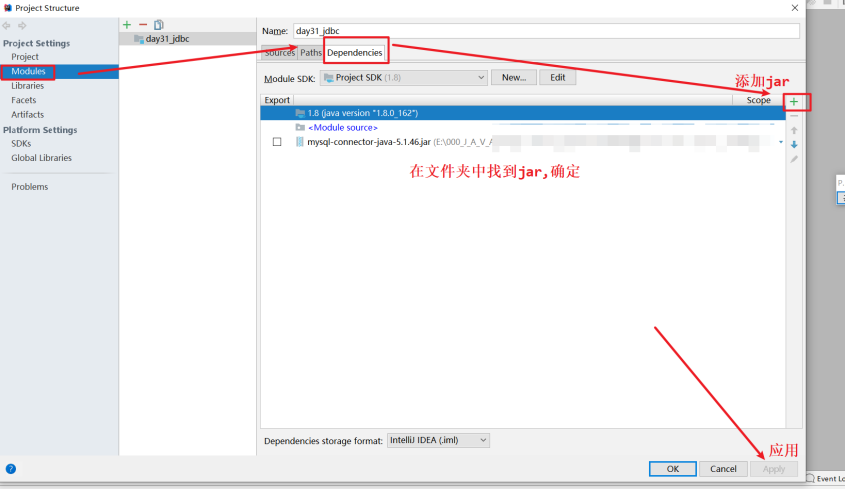 Project Structure
Project Settings
Project
Modules
Libraries
Facets
Artifacts
Platform Settings
SDKs
Global Libraries
Problems
day31_jdbc
Name: day31_jdbc
Sources Paths Dependencies
Module SDK: Project SDK (1.8) New... Edit
添加jar
Export Scope
1.8 (java version "1.8.0_162")
<Module source>
mysql-connector-java-5.1.46.jar (E:\000_J_A_V_A
在文件夹中找到jar,确定
Dependencies storage format: IntelliJ IDEA (.iml)
应用
? OK Cancel Apply
Event Lo